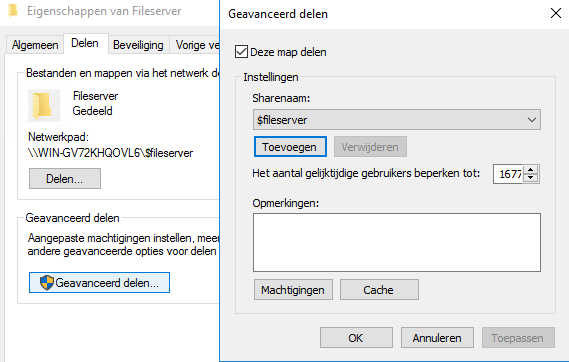 Eigenschappen van Fileserver
Algemeen
Delen
Beveiliging
Vorige ve
Bestanden en mappen via het netwerk de
Fileserver
Gedeeld
Netwerkpad:
\\WIN-GV72KHQOVL6\$fileserver
Delen...
Geavanceerd delen
Aangepaste machtigingen instellen, meer
andere geavanceerde opties voor delen
Geavanceerd delen...
Geavanceerd delen
Deze map delen
Instellingen
Sharenaam:
$fileserver
Toevoegen
Verwijderen
Het aantal gelijktijdige gebruikers beperken tot:
1677
Opmerkingen:
Machtigingen
Cache
OK
Annuleren
Toepassen